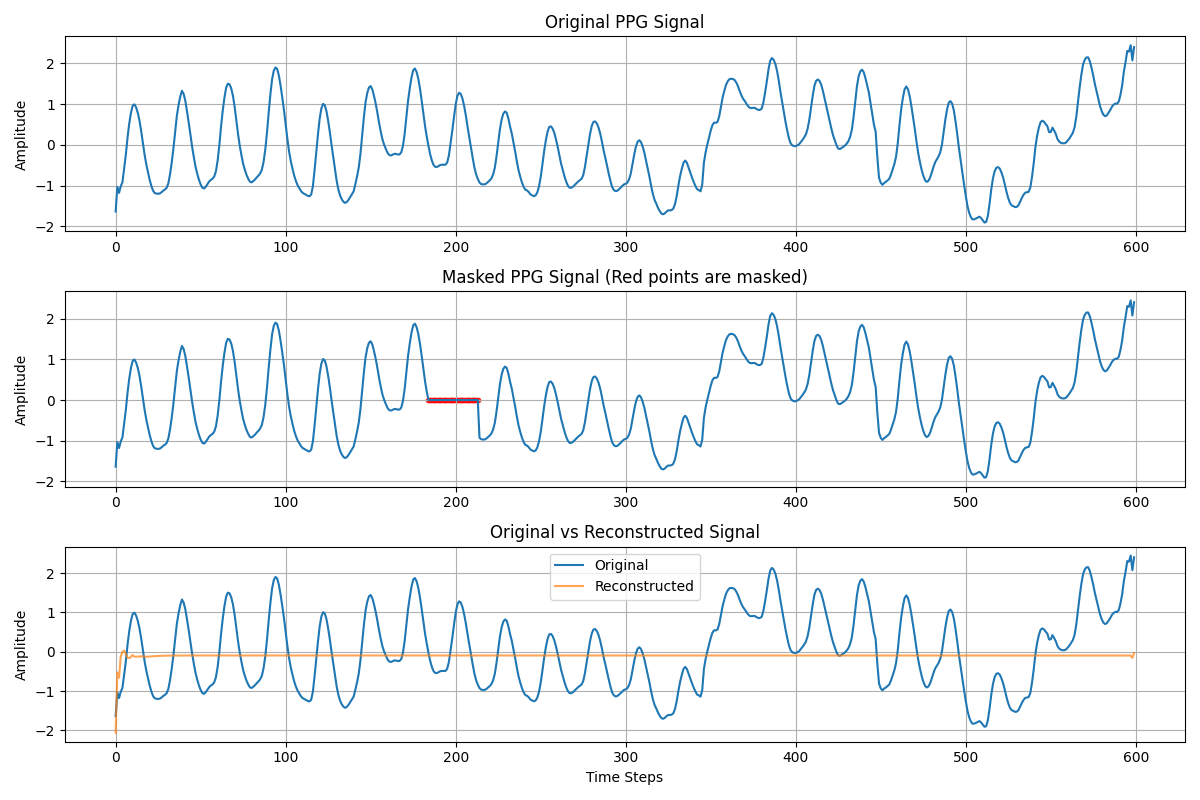 Original PPG Signal
2
1
0
−1
−2
Amplitude
0 100 200 300 400 500 600
Masked PPG Signal (Red points are masked)
2
1
0
−1
−2
Amplitude
0 100 200 300 400 500 600
Original vs Reconstructed Signal
Original
Reconstructed
2
1
0
−1
−2
Amplitude
0 100 200 300 400 500 600
Time Steps